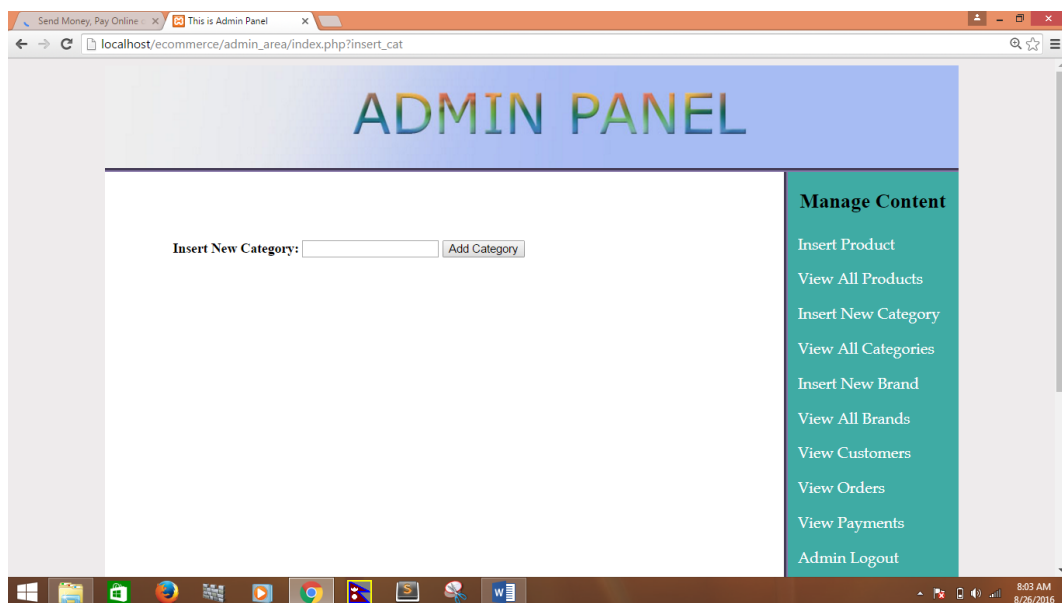 Send Money, Pay Online
This is Admin Panel
localhost/ecommerce/admin_area/index.php?insert_cat
ADMIN PANEL
Insert New Category:
Add Category
Manage Content
Insert Product
View All Products
Insert New Category
View All Categories
Insert New Brand
View All Brands
View Customers
View Orders
View Payments
Admin Logout
S
W
8:03 AM
8/26/2016